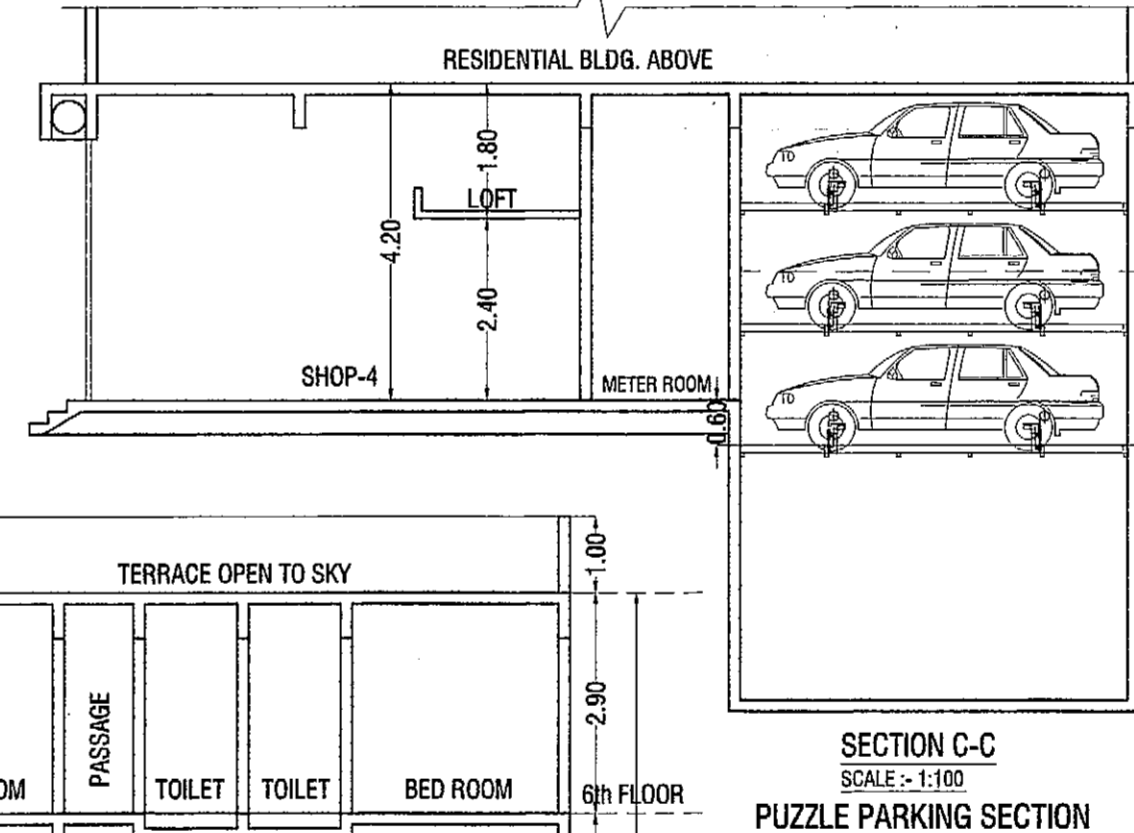 RESIDENTIAL BLDG. ABOVE
1.80
LOFT
4.20
2.40
SHOP-4
METER ROOM
0.60
TERRACE OPEN TO SKY
1.00
PASSAGE
2.90
TOILET
TOILET
BED ROOM
6th FLOOR
SECTION C-C
SCALE :- 1:100
PUZZLE PARKING SECTION